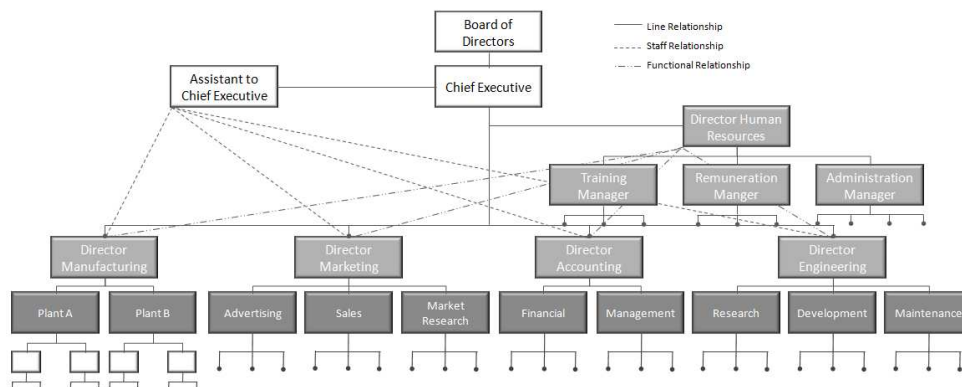 Board of
Directors
Line Relationship
Staff Relationship
Functional Relationship
Assistant to
Chief Executive
Chief Executive
Director Human
Resources
Training
Manager
Remuneration
Manger
Administration
Manager
Director
Manufacturing
Director
Marketing
Director
Accounting
Director
Engineering
Plant A
Plant B
Advertising
Sales
Market
Research
Financial
Management
Research
Development
Maintenance